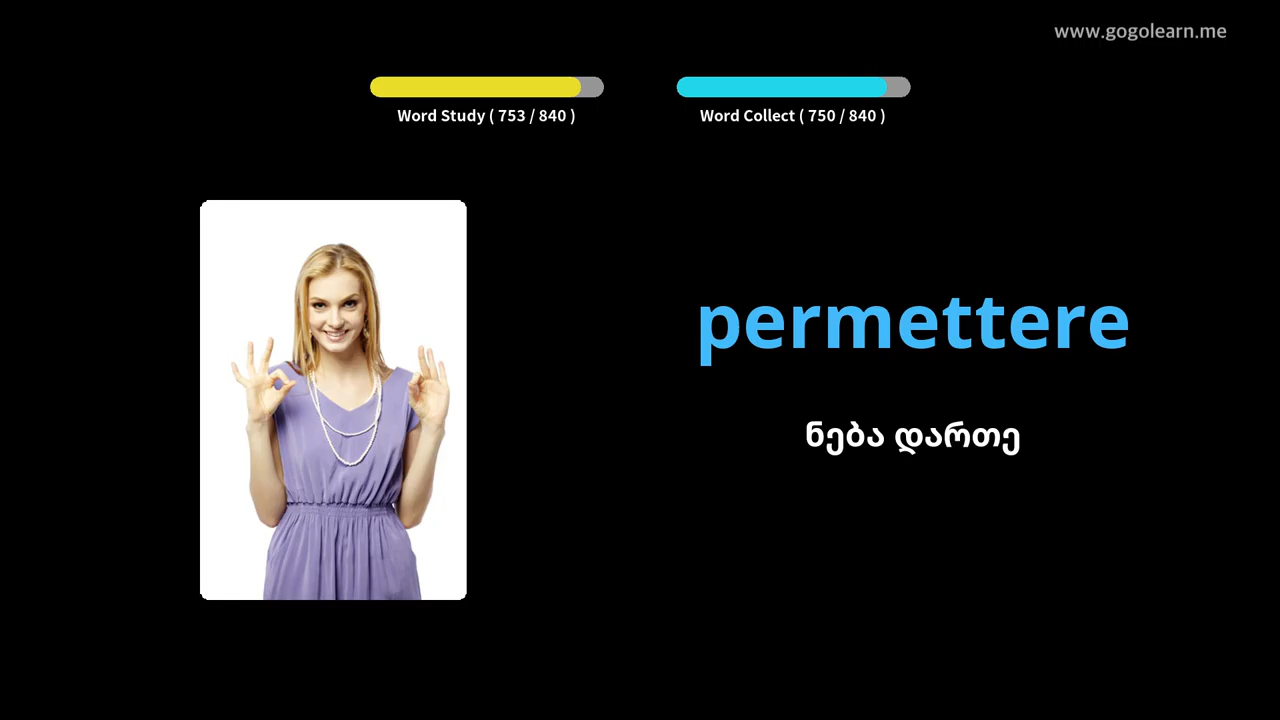 www.gogolearn.me
Word Study ( 753 / 840 )
Word Collect ( 750 / 840 )
permettere
ნება დართე